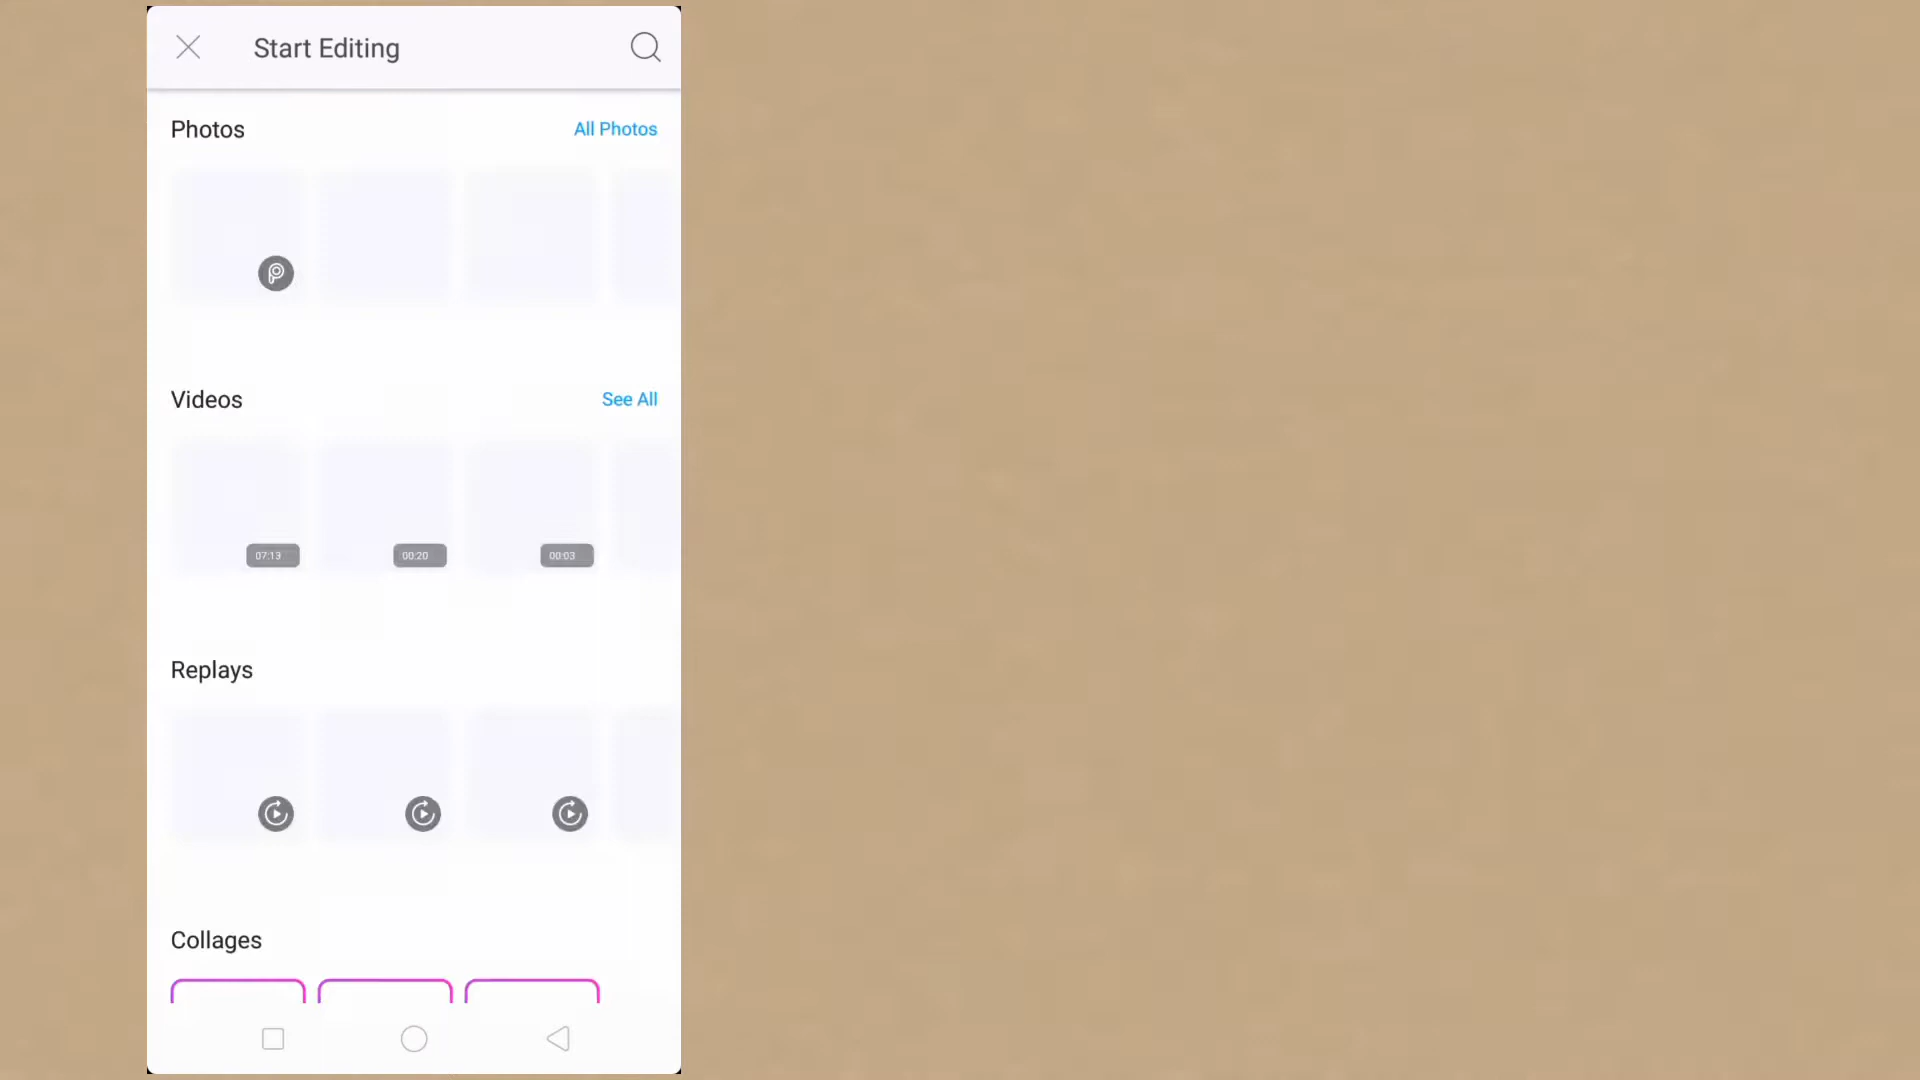 Start Editing
Photos
All Photos
Videos
See All
07:13
00:20
00:03
Replays
Collages